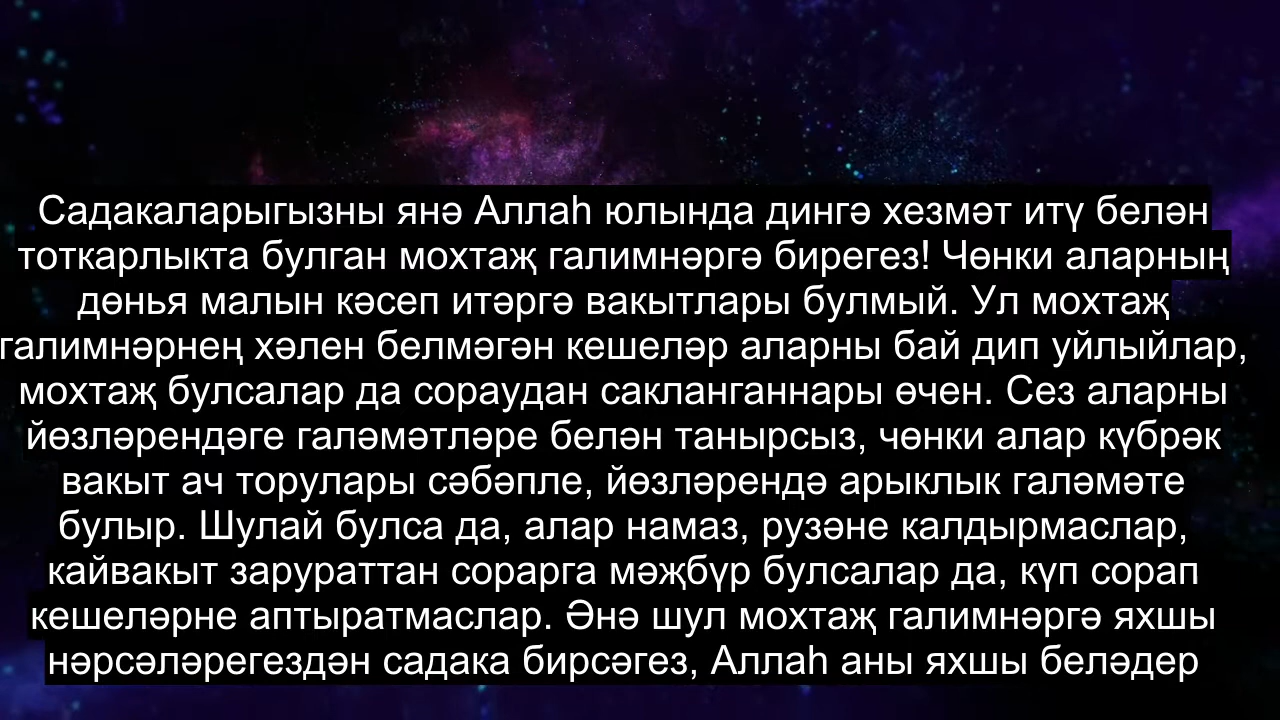 Садакаларыгызны янә Аллаһ юлында дингә хезмәт итү белән
тоткарлыкта булган мохтаҗ галимнәргә бирегез! Чөнки аларның
дөнья малын кәсеп итәргә вакытлары булмый. Ул мохтаҗ
галимнәрнең хәлен белмәгән кешеләр аларны бай дип уйлыйлар,
мохтаҗ булсалар да сораудан сакланганнары өчен. Сез аларны
йөзләрендәге галәмәтләре белән танырсыз, чөнки алар күбрәк
вакыт ач торулары сәбәпле, йөзләрендә арыклык галәмәте
булыр. Шулай булса да, алар намаз, рузәне калдырмаслар,
кайвакыт зарураттан сорарга мәҗбүр булсалар да, күп сорап
кешеләрне аптыратмаслар. Әнә шул мохтаҗ галимнәргә яхшы
нәрсәләрегездән садака бирсәгез, Аллаһ аны яхшы беләдер